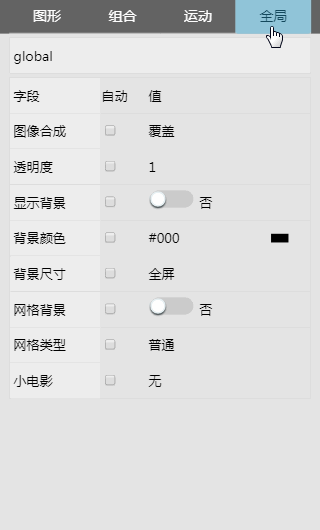 图形 组合 运动 全局
global
字段 自动 值
图像合成 覆盖
透明度 1
显示背景 否
背景颜色 #000
背景尺寸 全屏
网格背景 否
网格类型 普通
小电影 无